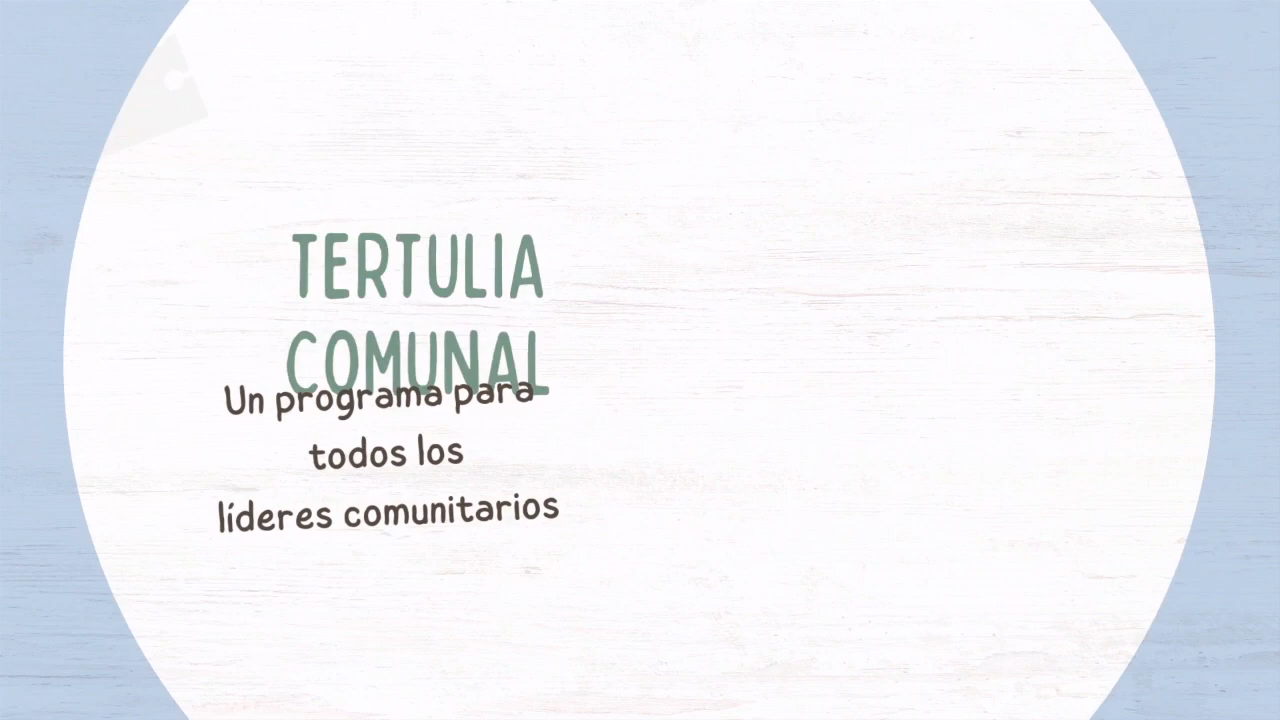 TERTULIA
COMUNAL
Un programa para
todos los
líderes comunitarios